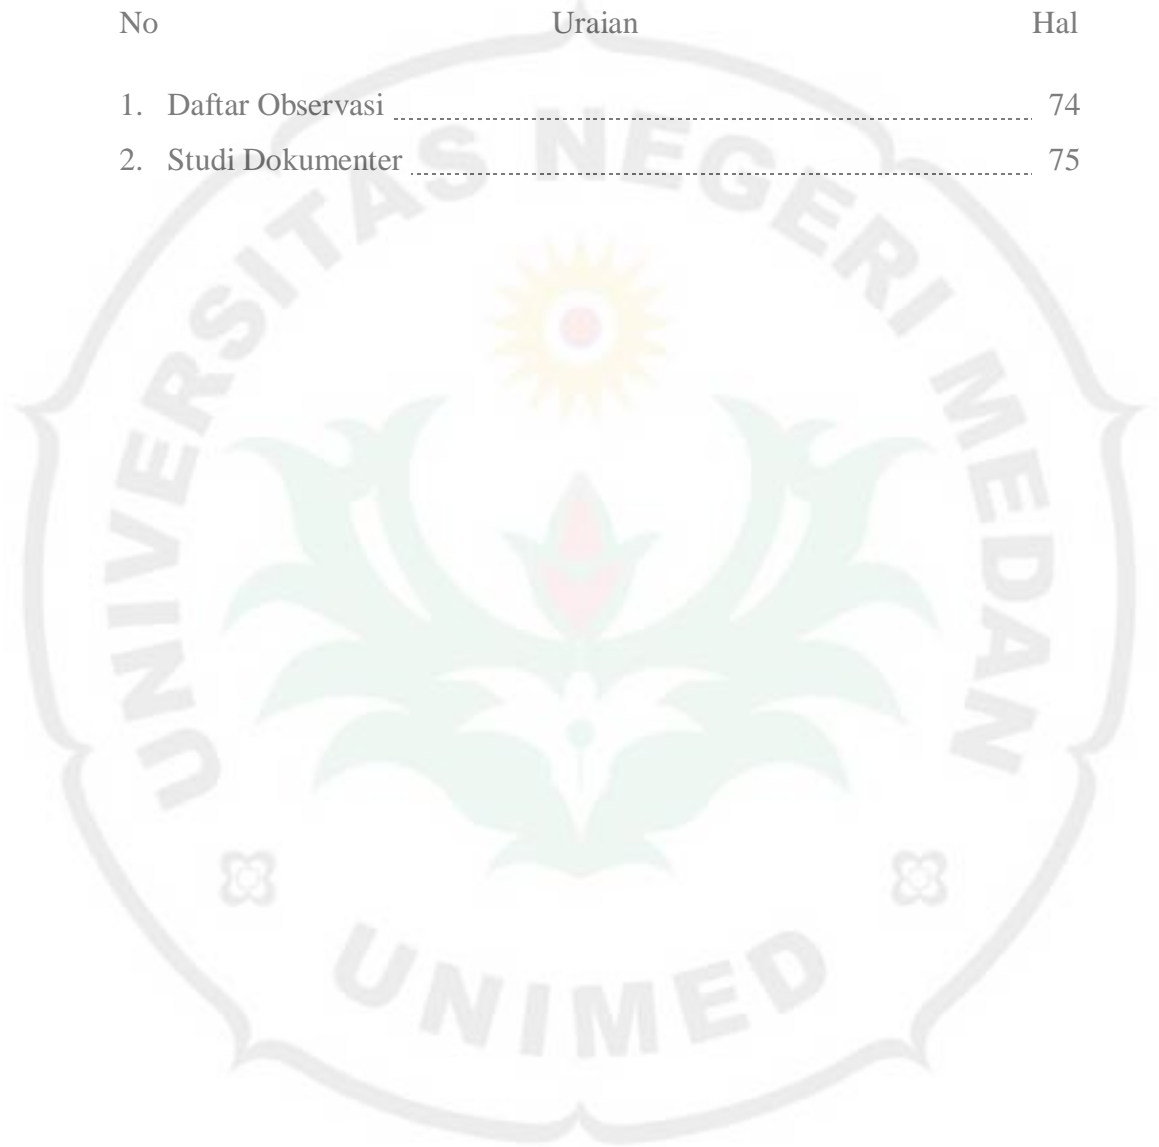 No Uraian Hal
1. Daftar Observasi 74
2. Studi Dokumenter 75
UNIVERSITAS NEGERI MEDAN
UNIMED